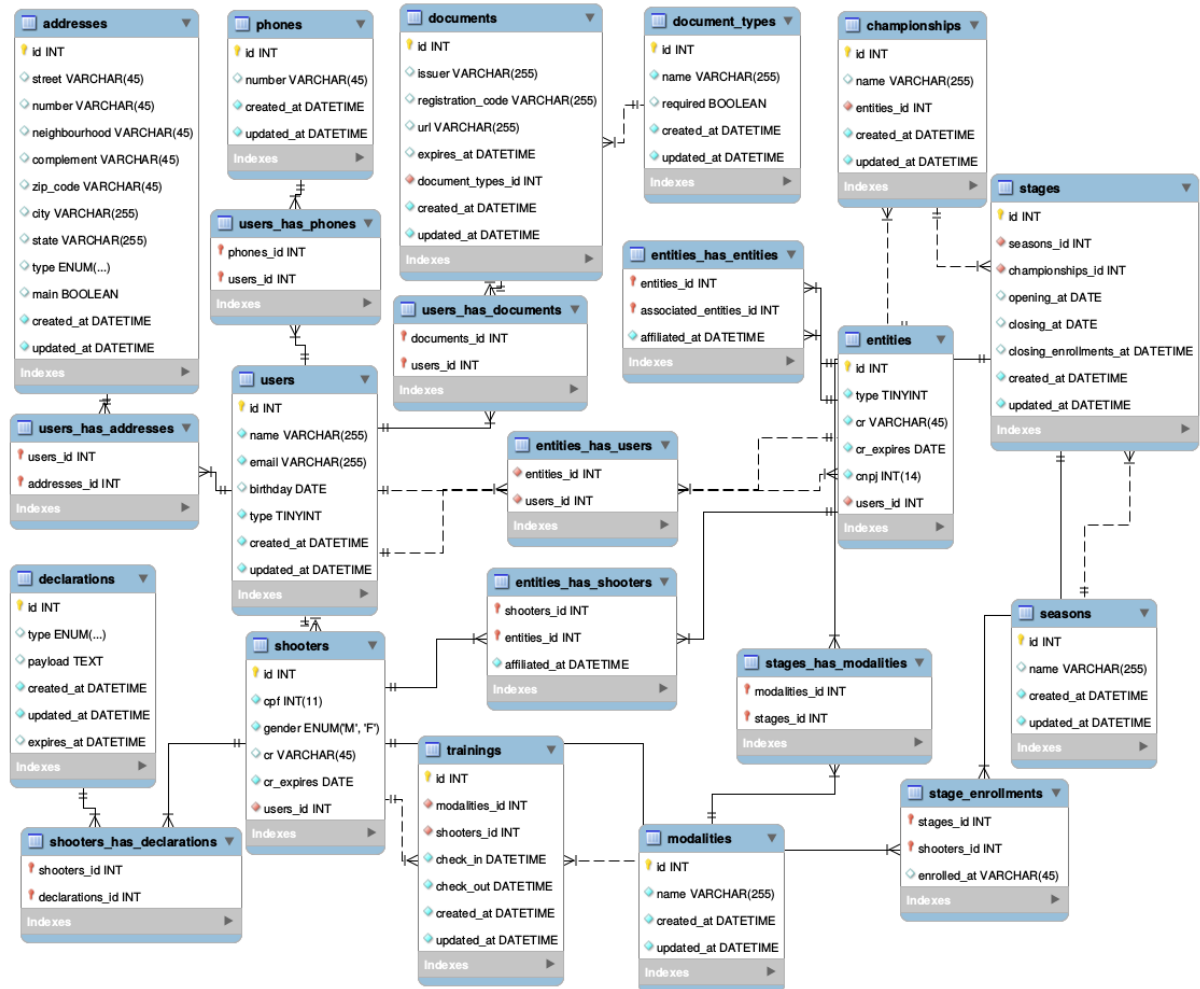 addresses
id INT
street VARCHAR(45)
number VARCHAR(45)
neighbourhood VARCHAR(45)
complement VARCHAR(45)
zip_code VARCHAR(45)
city VARCHAR(255)
state VARCHAR(255)
type ENUM(...)
main BOOLEAN
created_at DATETIME
updated_at DATETIME
Indexes
phones
id INT
number VARCHAR(45)
created_at DATETIME
updated_at DATETIME
Indexes
documents
id INT
issuer VARCHAR(255)
registration_code VARCHAR(255)
url VARCHAR(255)
expires_at DATETIME
document_types_id INT
created_at DATETIME
updated_at DATETIME
Indexes
document_types
id INT
name VARCHAR(255)
required BOOLEAN
created_at DATETIME
updated_at DATETIME
Indexes
championships
id INT
name VARCHAR(255)
entities_id INT
created_at DATETIME
updated_at DATETIME
Indexes
stages
id INT
seasons_id INT
championships_id INT
opening_at DATE
closing_at DATE
closing_enrollments_at DATETIME
created_at DATETIME
updated_at DATETIME
Indexes
users_has_phones
phones_id INT
users_id INT
Indexes
users_has_documents
documents_id INT
users_id INT
Indexes
entities_has_entities
entities_id INT
associated_entities_id INT
affiliated_at DATETIME
Indexes
entities
id INT
type TINYINT
cr VARCHAR(45)
cr_expires DATE
cnpj INT(14)
users_id INT
Indexes
users_has_addresses
users_id INT
addresses_id INT
Indexes
users
id INT
name VARCHAR(255)
email VARCHAR(255)
birthday DATE
type TINYINT
created_at DATETIME
updated_at DATETIME
Indexes
entities_has_users
entities_id INT
users_id INT
Indexes
declarations
id INT
type ENUM(...)
payload TEXT
created_at DATETIME
updated_at DATETIME
expires_at DATETIME
Indexes
shooters
id INT
cpf INT(11)
gender ENUM('M', 'F')
cr VARCHAR(45)
cr_expires DATE
users_id INT
Indexes
entities_has_shooters
shooters_id INT
entities_id INT
affiliated_at DATETIME
Indexes
stages_has_modalities
modalities_id INT
stages_id INT
Indexes
seasons
id INT
name VARCHAR(255)
created_at DATETIME
updated_at DATETIME
Indexes
shooters_has_declarations
shooters_id INT
declarations_id INT
Indexes
trainings
id INT
modalities_id INT
shooters_id INT
check_in DATETIME
check_out DATETIME
created_at DATETIME
updated_at DATETIME
Indexes
modalities
id INT
name VARCHAR(255)
created_at DATETIME
updated_at DATETIME
Indexes
stage_enrollments
stages_id INT
shooters_id INT
enrolled_at VARCHAR(45)
Indexes